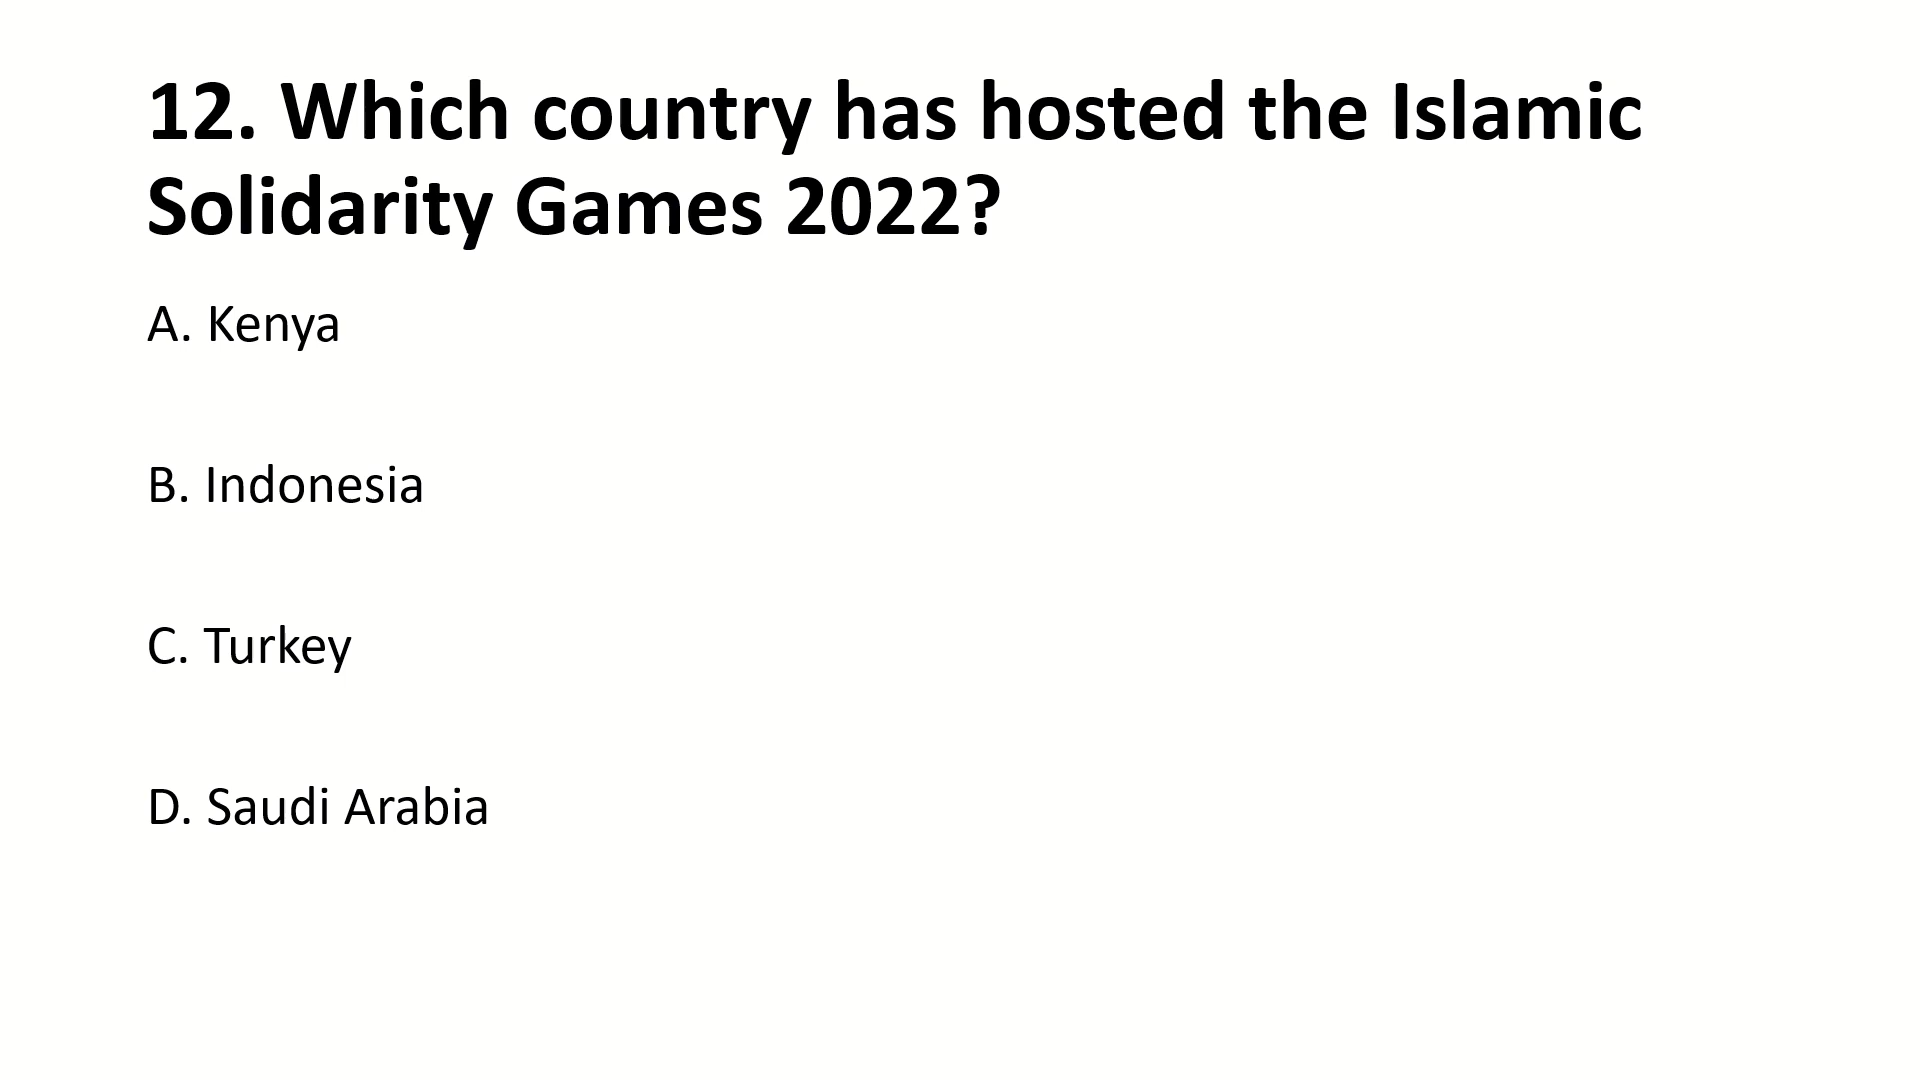 12. Which country has hosted the Islamic
Solidarity Games 2022?
A. Kenya
B. Indonesia
C. Turkey
D. Saudi Arabia